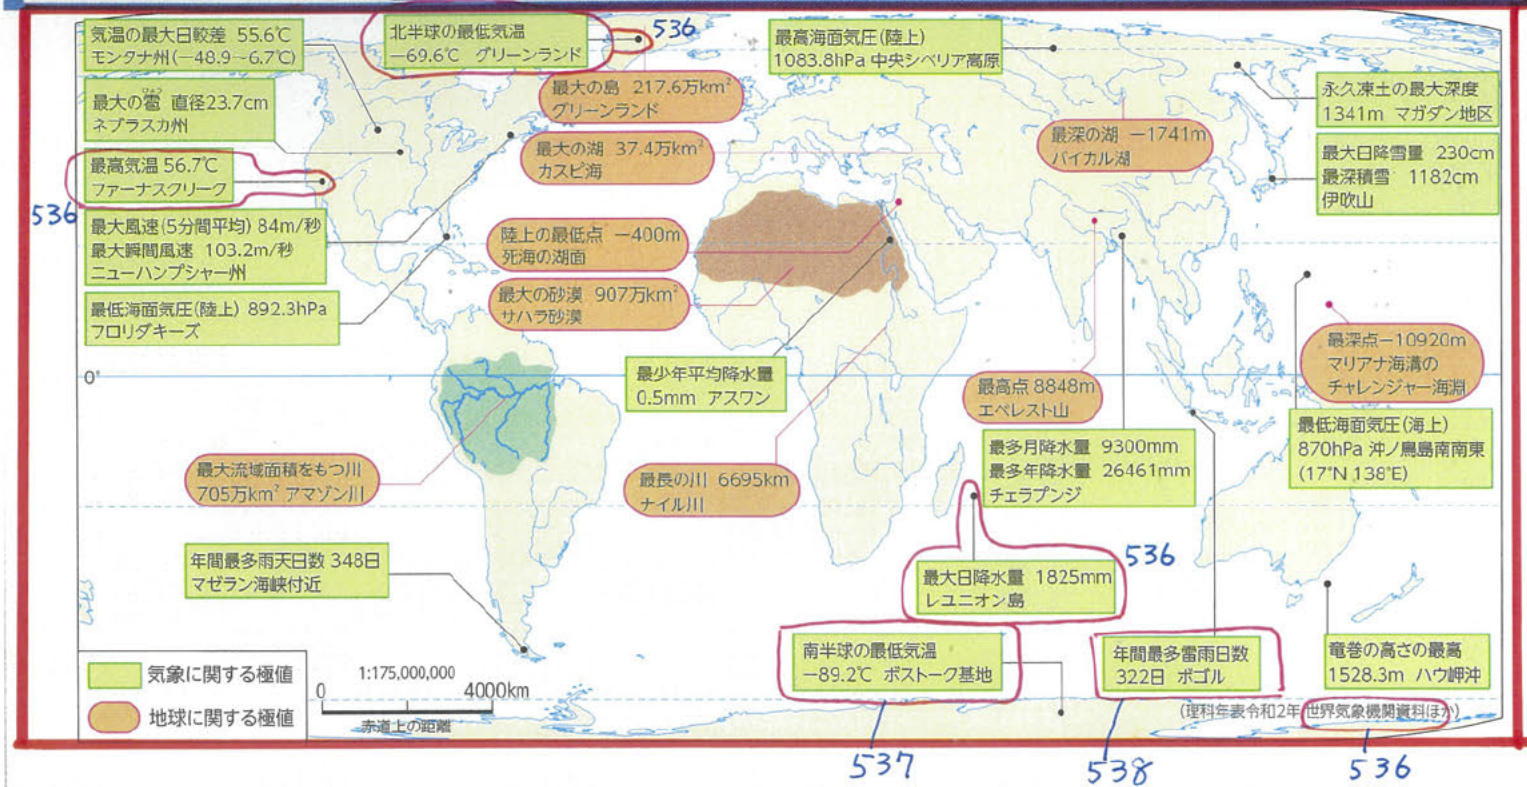 気温の最大日較差 55.6℃
モンタナ州(−48.9〜6.7℃)
北半球の最低気温
−69.6℃ グリーンランド
536
最高海面気圧(陸上)
1083.8hPa 中央シベリア高原
最大の雹 直径23.7cm
ひょう
ネブラスカ州
最大の島 217.6万km²
グリーンランド
永久凍土の最大深度
1341m マガダン地区
最高気温 56.7℃
ファーナスクリーク
536
最大の湖 37.4万km²
カスピ海
最深の湖 −1741m
バイカル湖
最大日降雪量 230cm
最深積雪 1182cm
伊吹山
最大風速(5分間平均) 84m/秒
最大瞬間風速 103.2m/秒
ニューハンプシャー州
陸上の最低点 −400m
死海の湖面
最低海面気圧(陸上) 892.3hPa
フロリダキーズ
最大の砂漠 907万km²
サハラ砂漠
最深点−10920m
マリアナ海溝の
チャレンジャー海淵
0°
最少年平均降水量
0.5mm アスワン
最高点 8848m
エベレスト山
最低海面気圧(海上)
870hPa 沖ノ鳥島南南東
(17°N 138°E)
最大流域面積をもつ川
705万km² アマゾン川
最長の川 6695km
ナイル川
最多月降水量 9300mm
最多年降水量 26461mm
チェラプンジ
年間最多雨天日数 348日
マゼラン海峡付近
最大日降水量 1825mm
レユニオン島
536
南半球の最低気温
−89.2℃ ボストーク基地
年間最多雷雨日数
322日 ボゴル
竜巻の高さの最高
1528.3m ハウ岬沖
気象に関する極値
地球に関する極値
1:175,000,000
0 4000km
赤道上の距離
(理科年表令和2年 世界気象機関資料ほか)
537
538
536